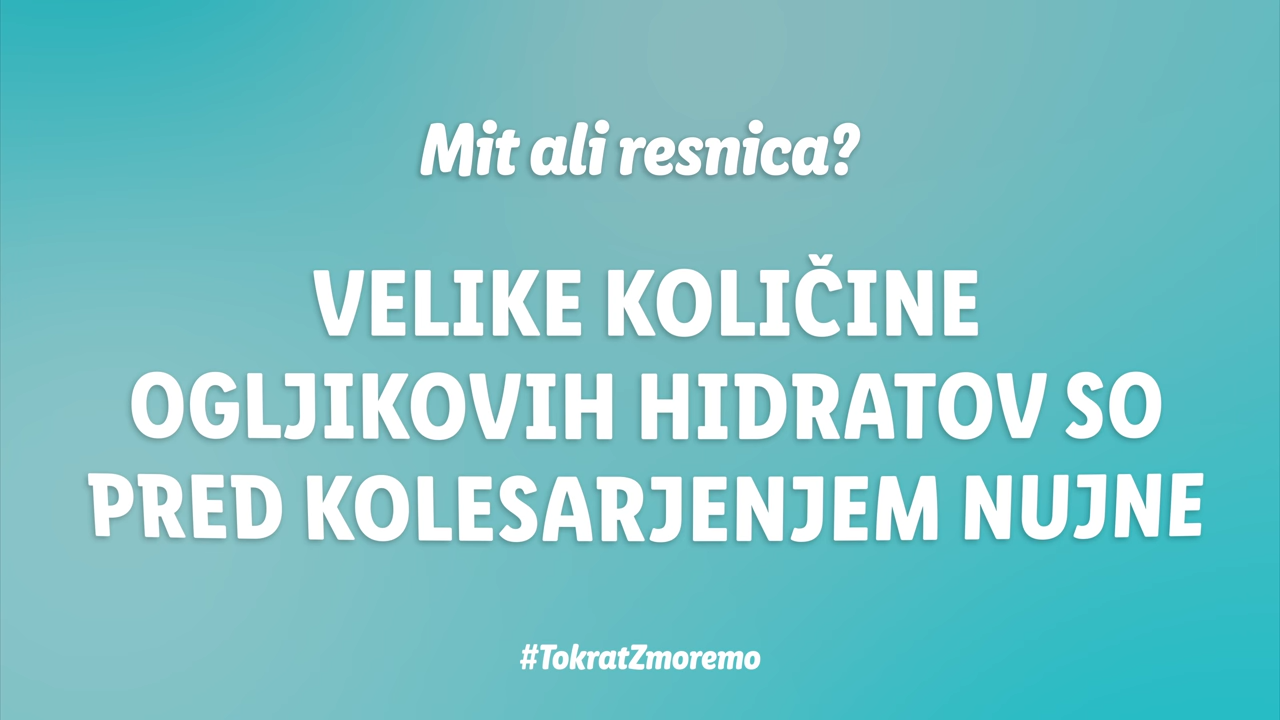 Mit ali resnica?
VELIKE KOLIČINE
OGLJIKOVIH HIDRATOV SO
PRED KOLESARJENJEM NUJNE
#TokratZmoremo